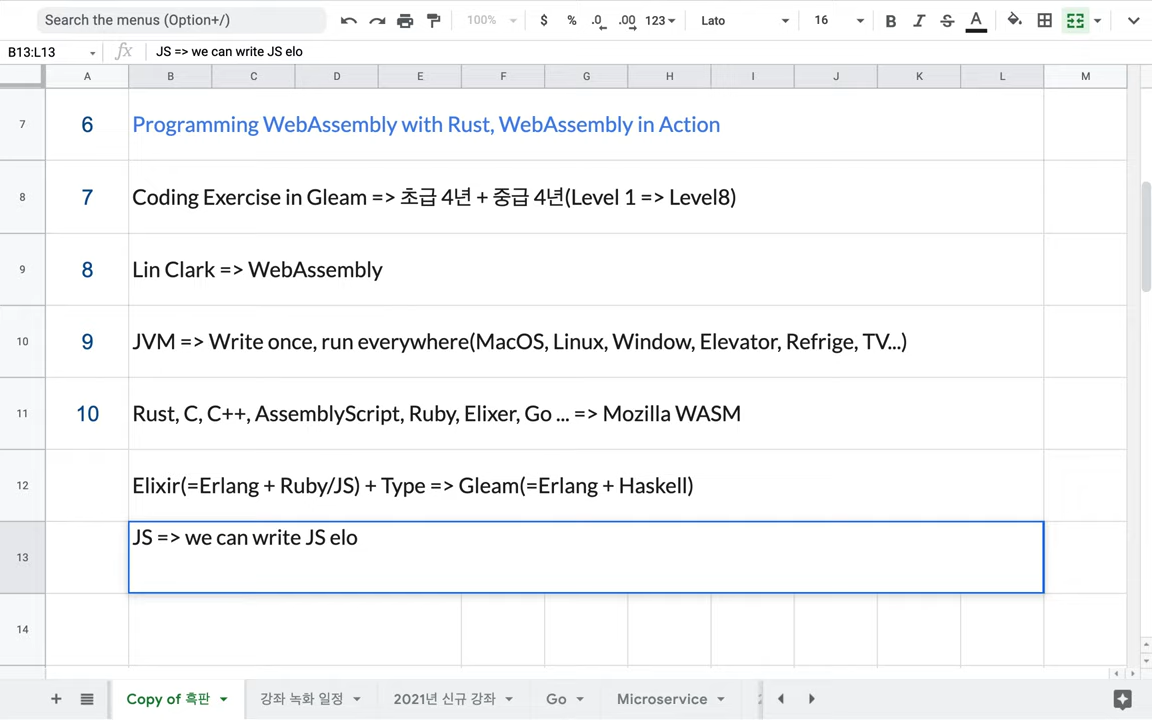 Search the menus (Option+/)
100%
$ % .0 .00 123
Lato
16
B I S A
B13:L13
fx JS => we can write JS elo
A B C D E F G H I J K L M
7 6 Programming WebAssembly with Rust, WebAssembly in Action
8 7 Coding Exercise in Gleam => 초급 4년 + 중급 4년(Level 1 => Level8)
9 8 Lin Clark => WebAssembly
10 9 JVM => Write once, run everywhere(MacOS, Linux, Window, Elevator, Refrige, TV...)
11 10 Rust, C, C++, AssemblyScript, Ruby, Elixer, Go ... => Mozilla WASM
12 Elixir(=Erlang + Ruby/JS) + Type => Gleam(=Erlang + Haskell)
13 JS => we can write JS elo
14
Copy of 흑판 강좌 녹화 일정 2021년 신규 강좌 Go Microservice